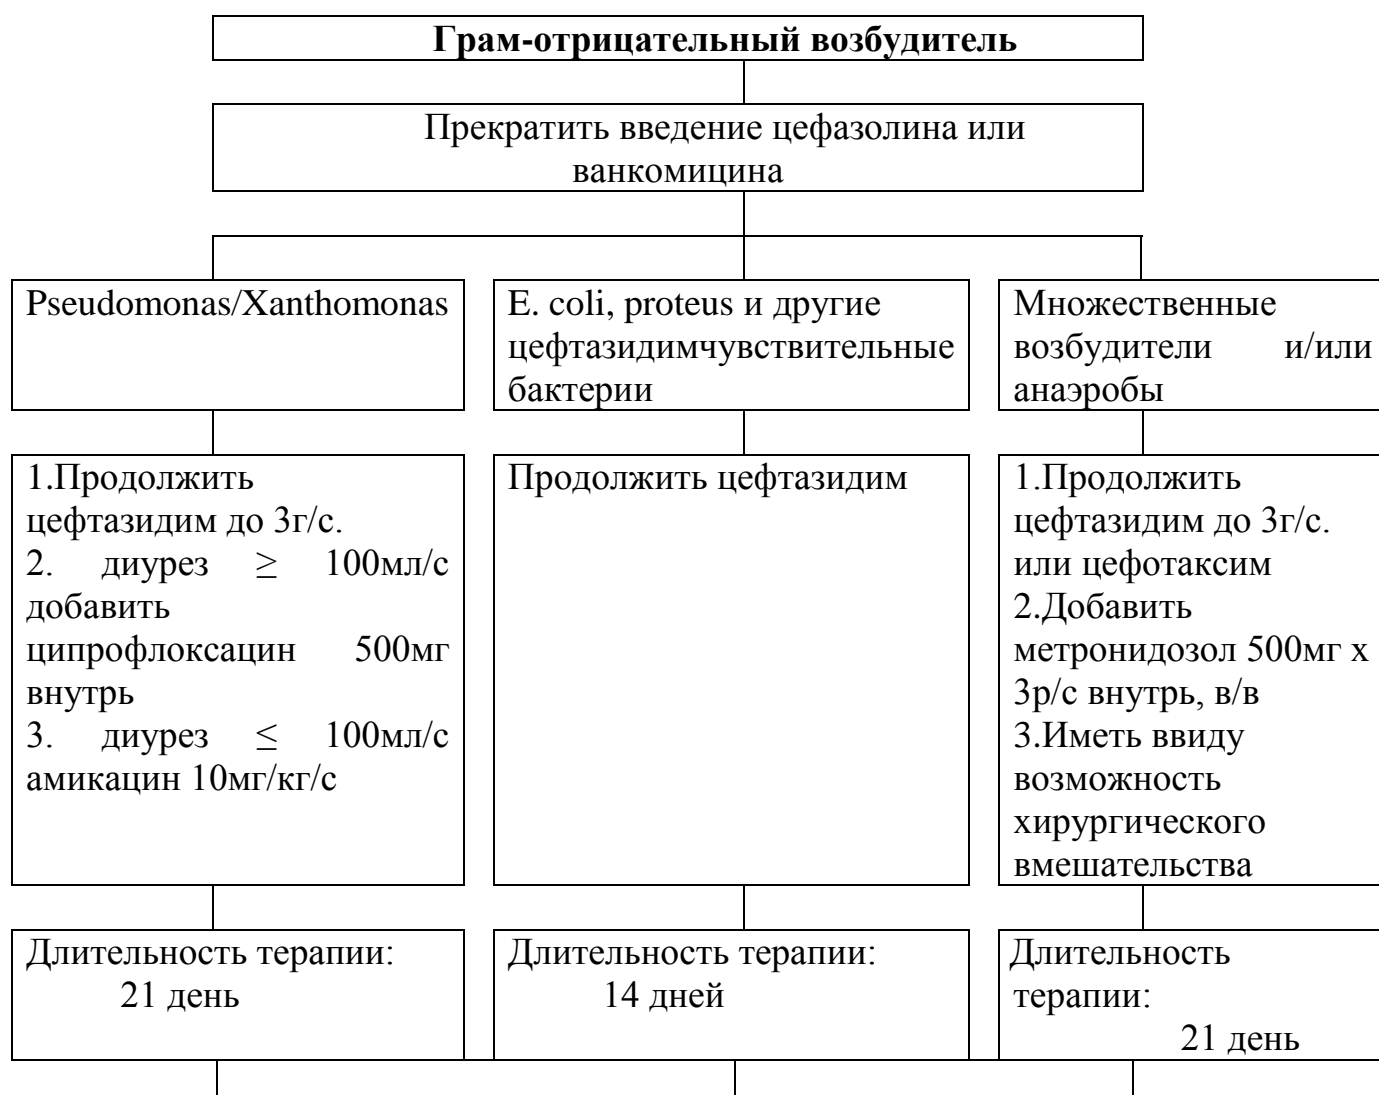 Грам-отрицательный возбудитель
Прекратить введение цефазолина или
ванкомицина
Pseudomonas/Xanthomonas
E. coli, proteus и другие
цефтазидимчувствительные
бактерии
Множественные
возбудители и/или
анаэробы
1.Продолжить
цефтазидим до 3г/с.
2. диурез ≥ 100мл/с
добавить
ципрофлоксацин 500мг
внутрь
3. диурез ≤ 100мл/с
амикацин 10мг/кг/с
Продолжить цефтазидим
1.Продолжить
цефтазидим до 3г/с.
или цефотаксим
2.Добавить
метронидозол 500мг х
3р/с внутрь, в/в
3.Иметь ввиду
возможность
хирургического
вмешательства
Длительность терапии:
21 день
Длительность терапии:
14 дней
Длительность
терапии:
21 день